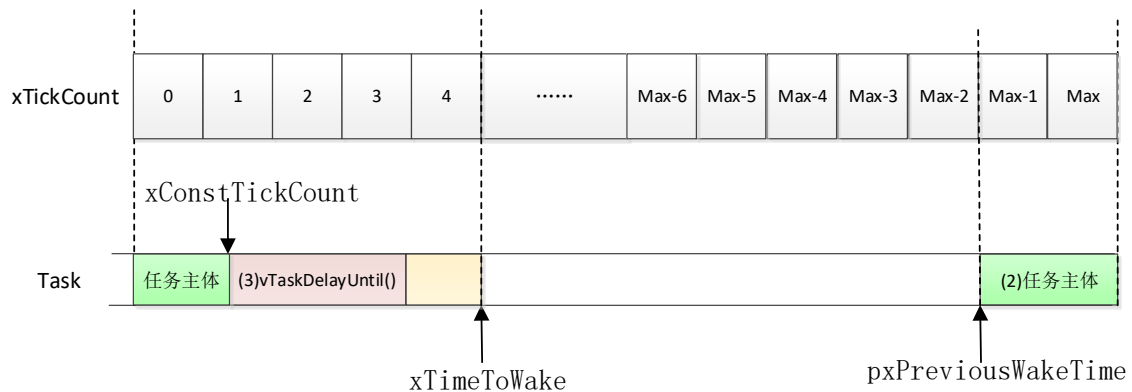 xTickCount 0 1 2 3 4 …… Max-6 Max-5 Max-4 Max-3 Max-2 Max-1 Max
xConstTickCount
Task 任务主体 (3)vTaskDelayUntil() (2)任务主体
xTimeToWake pxPreviousWakeTime